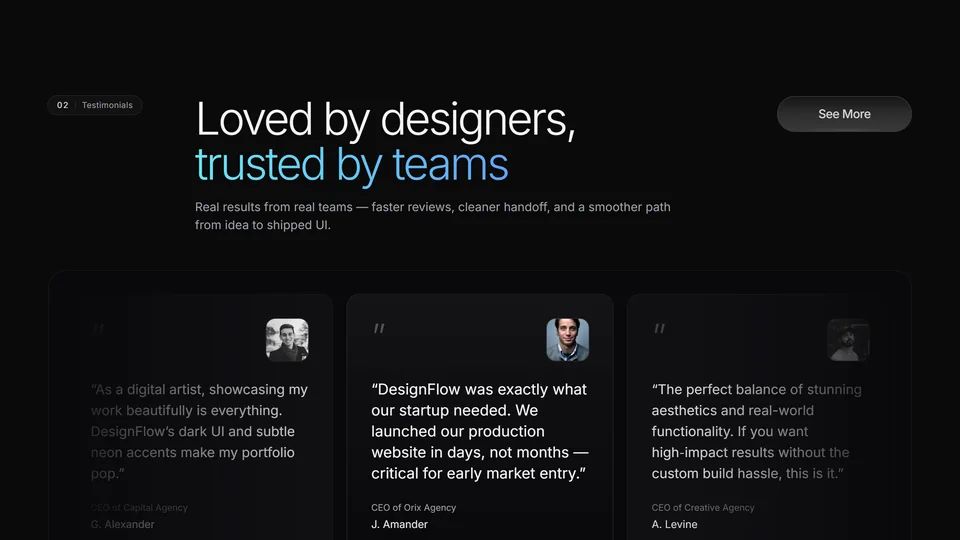 02 | Testimonials
Loved by designers,
trusted by teams
See More
Real results from real teams — faster reviews, cleaner handoff, and a smoother path
from idea to shipped UI.
"
“As a digital artist, showcasing my
work beautifully is everything.
DesignFlow’s dark UI and subtle
neon accents make my portfolio
pop.”
CEO of Capital Agency
G. Alexander
"
“DesignFlow was exactly what
our startup needed. We
launched our production
website in days, not months —
critical for early market entry.”
CEO of Orix Agency
J. Amander
"
“The perfect balance of stunning
aesthetics and real-world
functionality. If you want
high-impact results without the
custom build hassle, this is it.”
CEO of Creative Agency
A. Levine